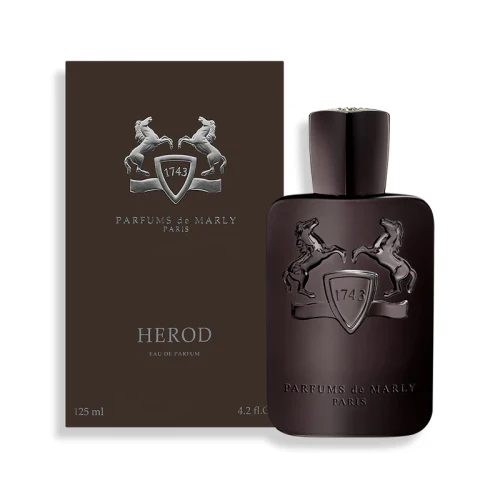 1743
PARFUMS de MARLY
PARIS
HEROD
EAU DE PARFUM
125 ml
4.2 fl.
1743
PARFUMS de MARLY
PARIS